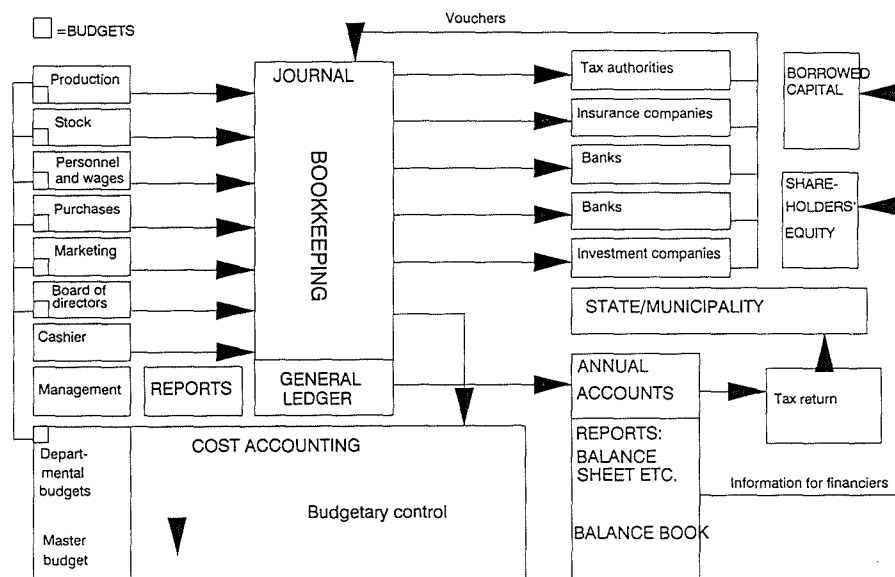 Vouchers
=BUDGETS
Production
Stock
Personnel
and wages
Purchases
Marketing
Board of
directors
Cashier
Management
REPORTS
JOURNAL
BOOKKEEPING
GENERAL
LEDGER
Tax authorities
Insurance companies
Banks
Banks
Investment companies
BORROWED
CAPITAL
SHARE-
HOLDERS'
EQUITY
STATE/MUNICIPALITY
ANNUAL
ACCOUNTS
Tax return
REPORTS:
BALANCE
SHEET ETC.
BALANCE BOOK
Information for financiers
COST ACCOUNTING
Depart-
mental
budgets
Budgetary control
Master
budget